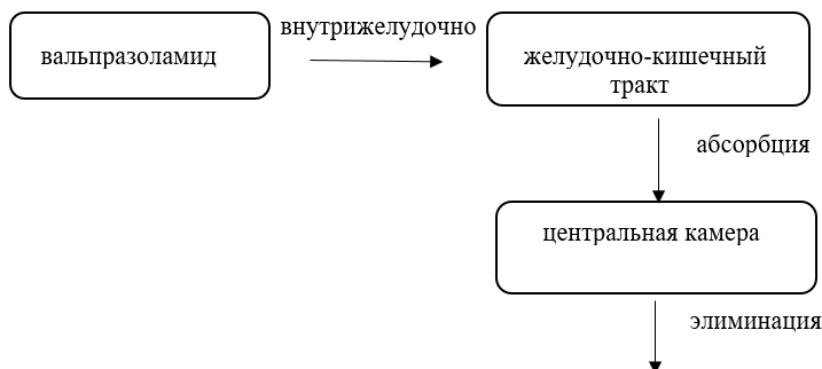 внутрижелудочно
вальпразоламид
желудочно-кишечный
тракт
абсорбция
центральная камера
элиминация